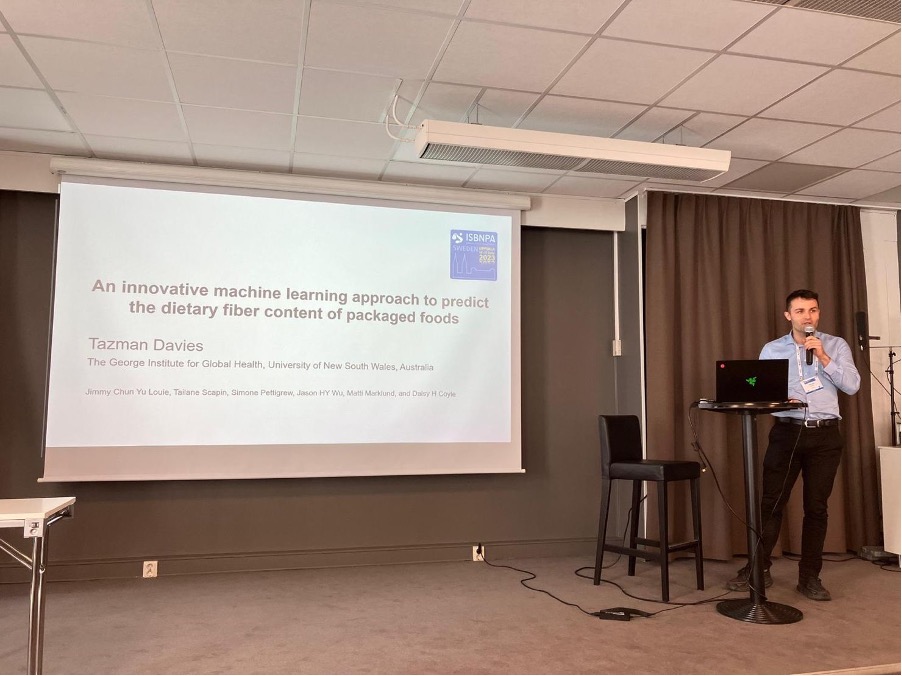 ISBNPA
SWEDEN
2023
An innovative machine learning approach to predict
the dietary fiber content of packaged foods
Tazman Davies
The George Institute for Global Health, University of New South Wales, Australia
Jimmy Chun Yu Louie, Tailane Scapin, Simone Pettigrew, Jason HY Wu, Matti Marklund, and Daisy H Coyle